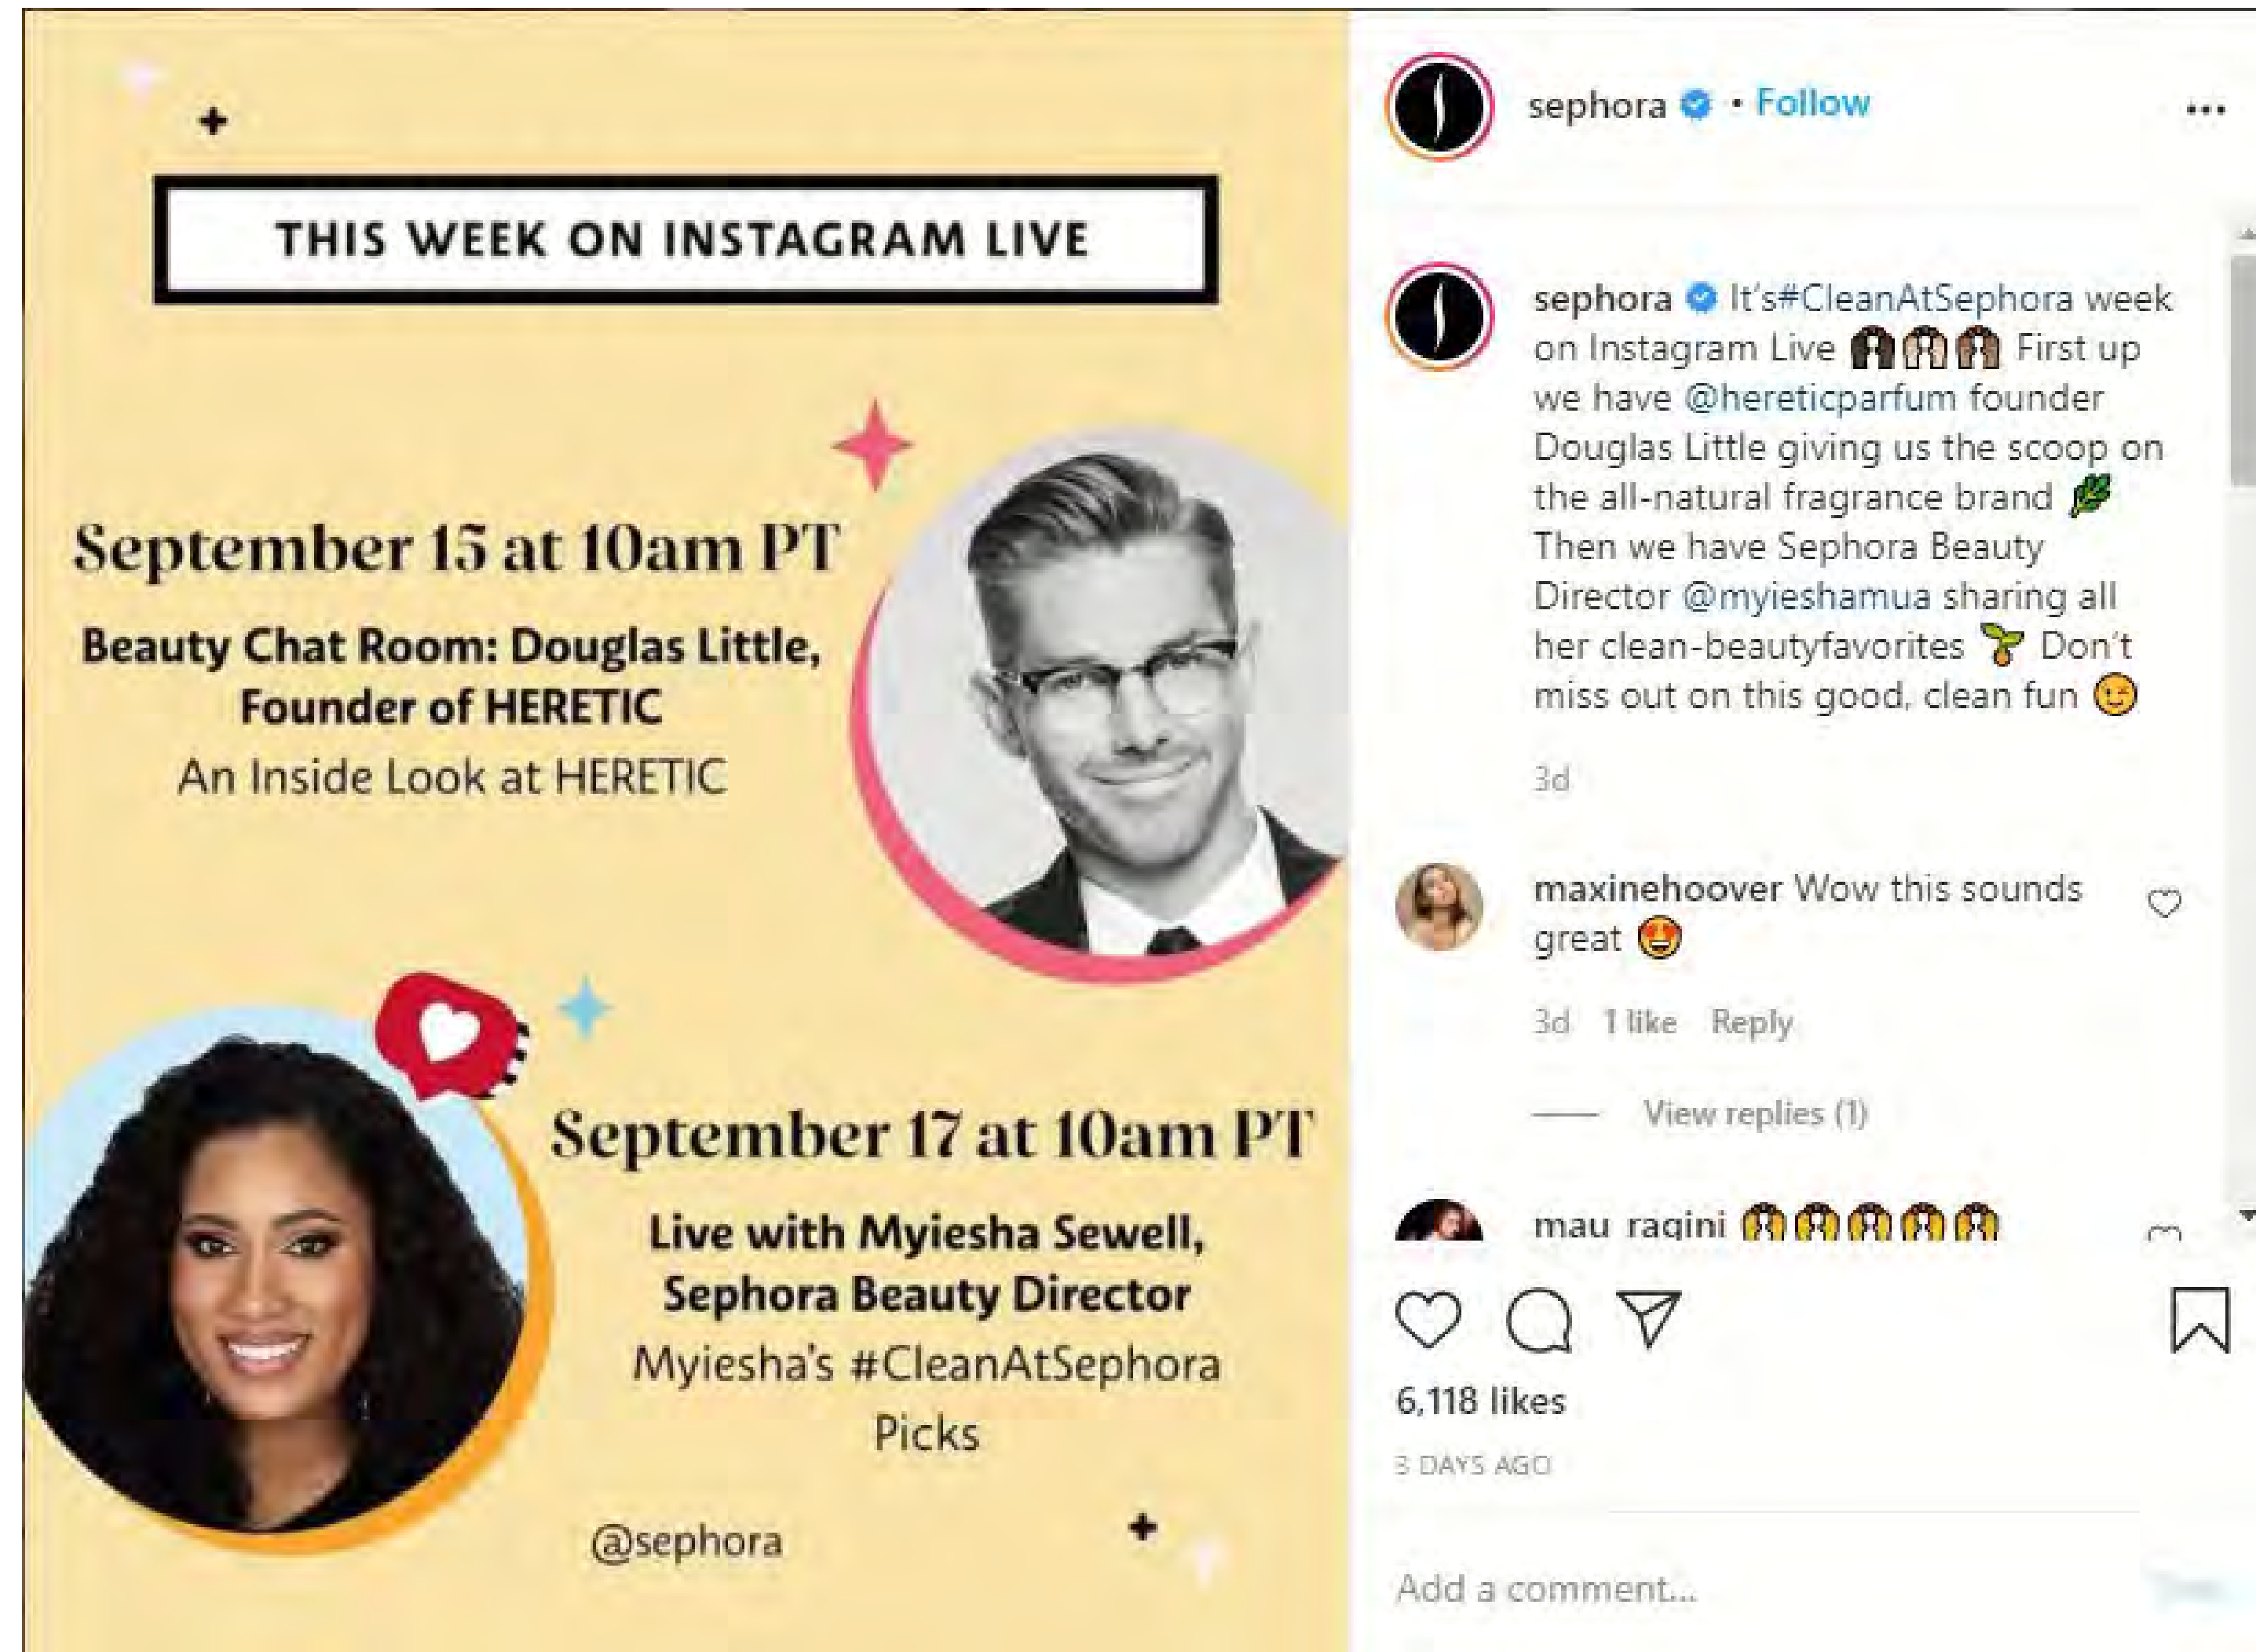 THIS WEEK ON INSTAGRAM LIVE
September 15 at 10am PT
Beauty Chat Room: Douglas Little,
Founder of HERETIC
An Inside Look at HERETIC
September 17 at 10am PT
Live with Myiesha Sewell,
Sephora Beauty Director
Myiesha's #CleanAtSephora
Picks
@sephora
sephora • Follow
sephora It's#CleanAtSephora week
on Instagram Live First up
we have @hereticparfum founder
Douglas Little giving us the scoop on
the all-natural fragrance brand
Then we have Sephora Beauty
Director @myieshamua sharing all
her clean-beautyfavorites Don't
miss out on this good, clean fun
3d
maxinehoover Wow this sounds
great
3d 1 like Reply
View replies (1)
mau_ragini
6,118 likes
3 DAYS AGO
Add a comment...